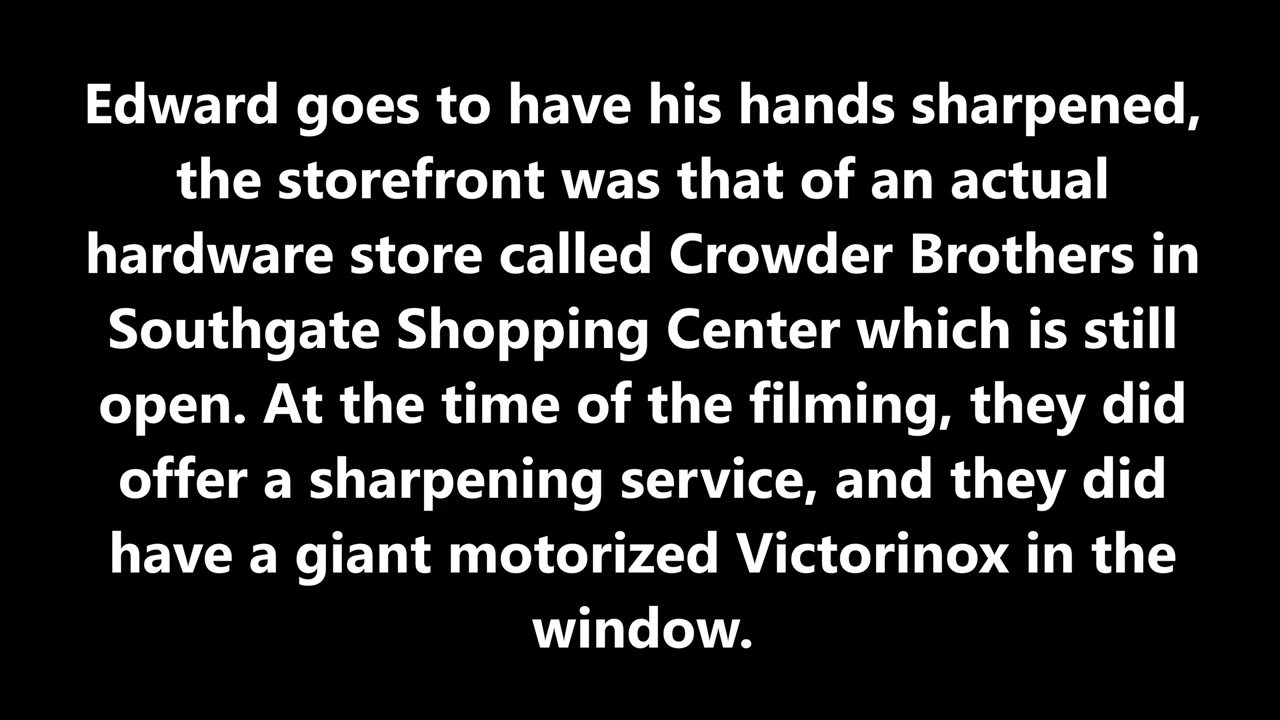 Edward goes to have his hands sharpened,
the storefront was that of an actual
hardware store called Crowder Brothers in
Southgate Shopping Center which is still
open. At the time of the filming, they did
offer a sharpening service, and they did
have a giant motorized Victorinox in the
window.